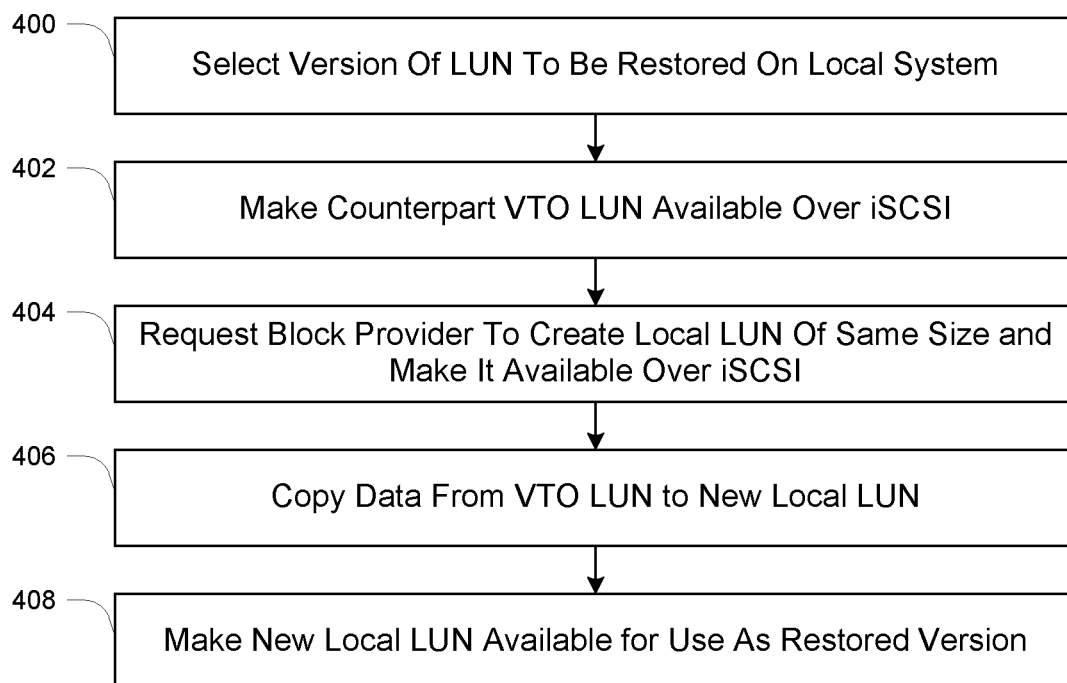 400
Select Version Of LUN To Be Restored On Local System
402
Make Counterpart VTO LUN Available Over iSCSI
404
Request Block Provider To Create Local LUN Of Same Size and
Make It Available Over iSCSI
406
Copy Data From VTO LUN to New Local LUN
408
Make New Local LUN Available for Use As Restored Version